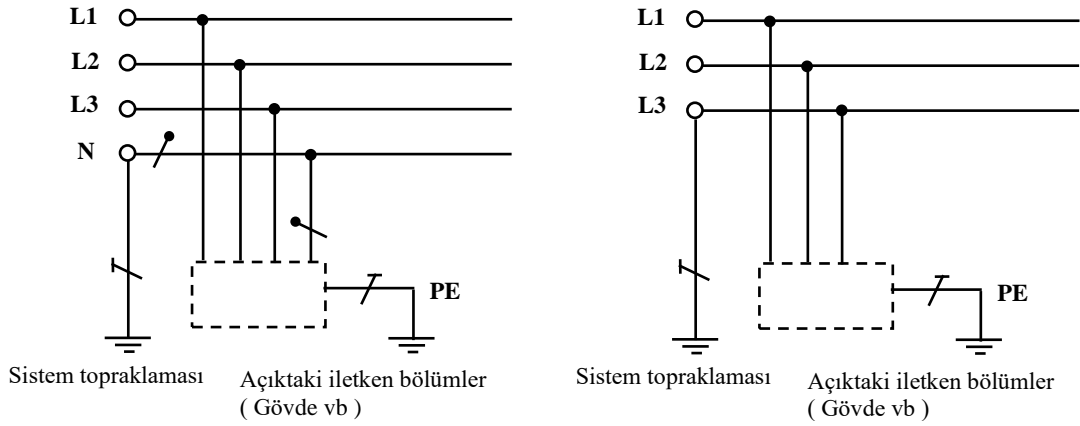 L1
L2
L3
N
PE
Sistem topraklaması
Açıktaki iletken bölümler
( Gövde vb )
L1
L2
L3
PE
Sistem topraklaması
Açıktaki iletken bölümler
( Gövde vb )